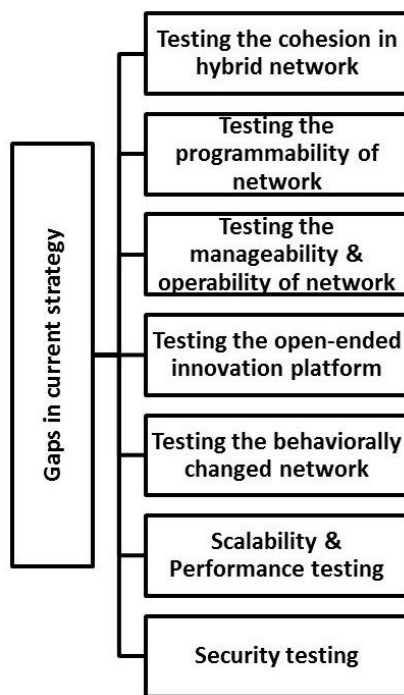 Gaps in current strategy
Testing the cohesion in
hybrid network
Testing the
programmability of
network
Testing the
manageability &
operability of network
Testing the open-ended
innovation platform
Testing the behaviorally
changed network
Scalability &
Performance testing
Security testing